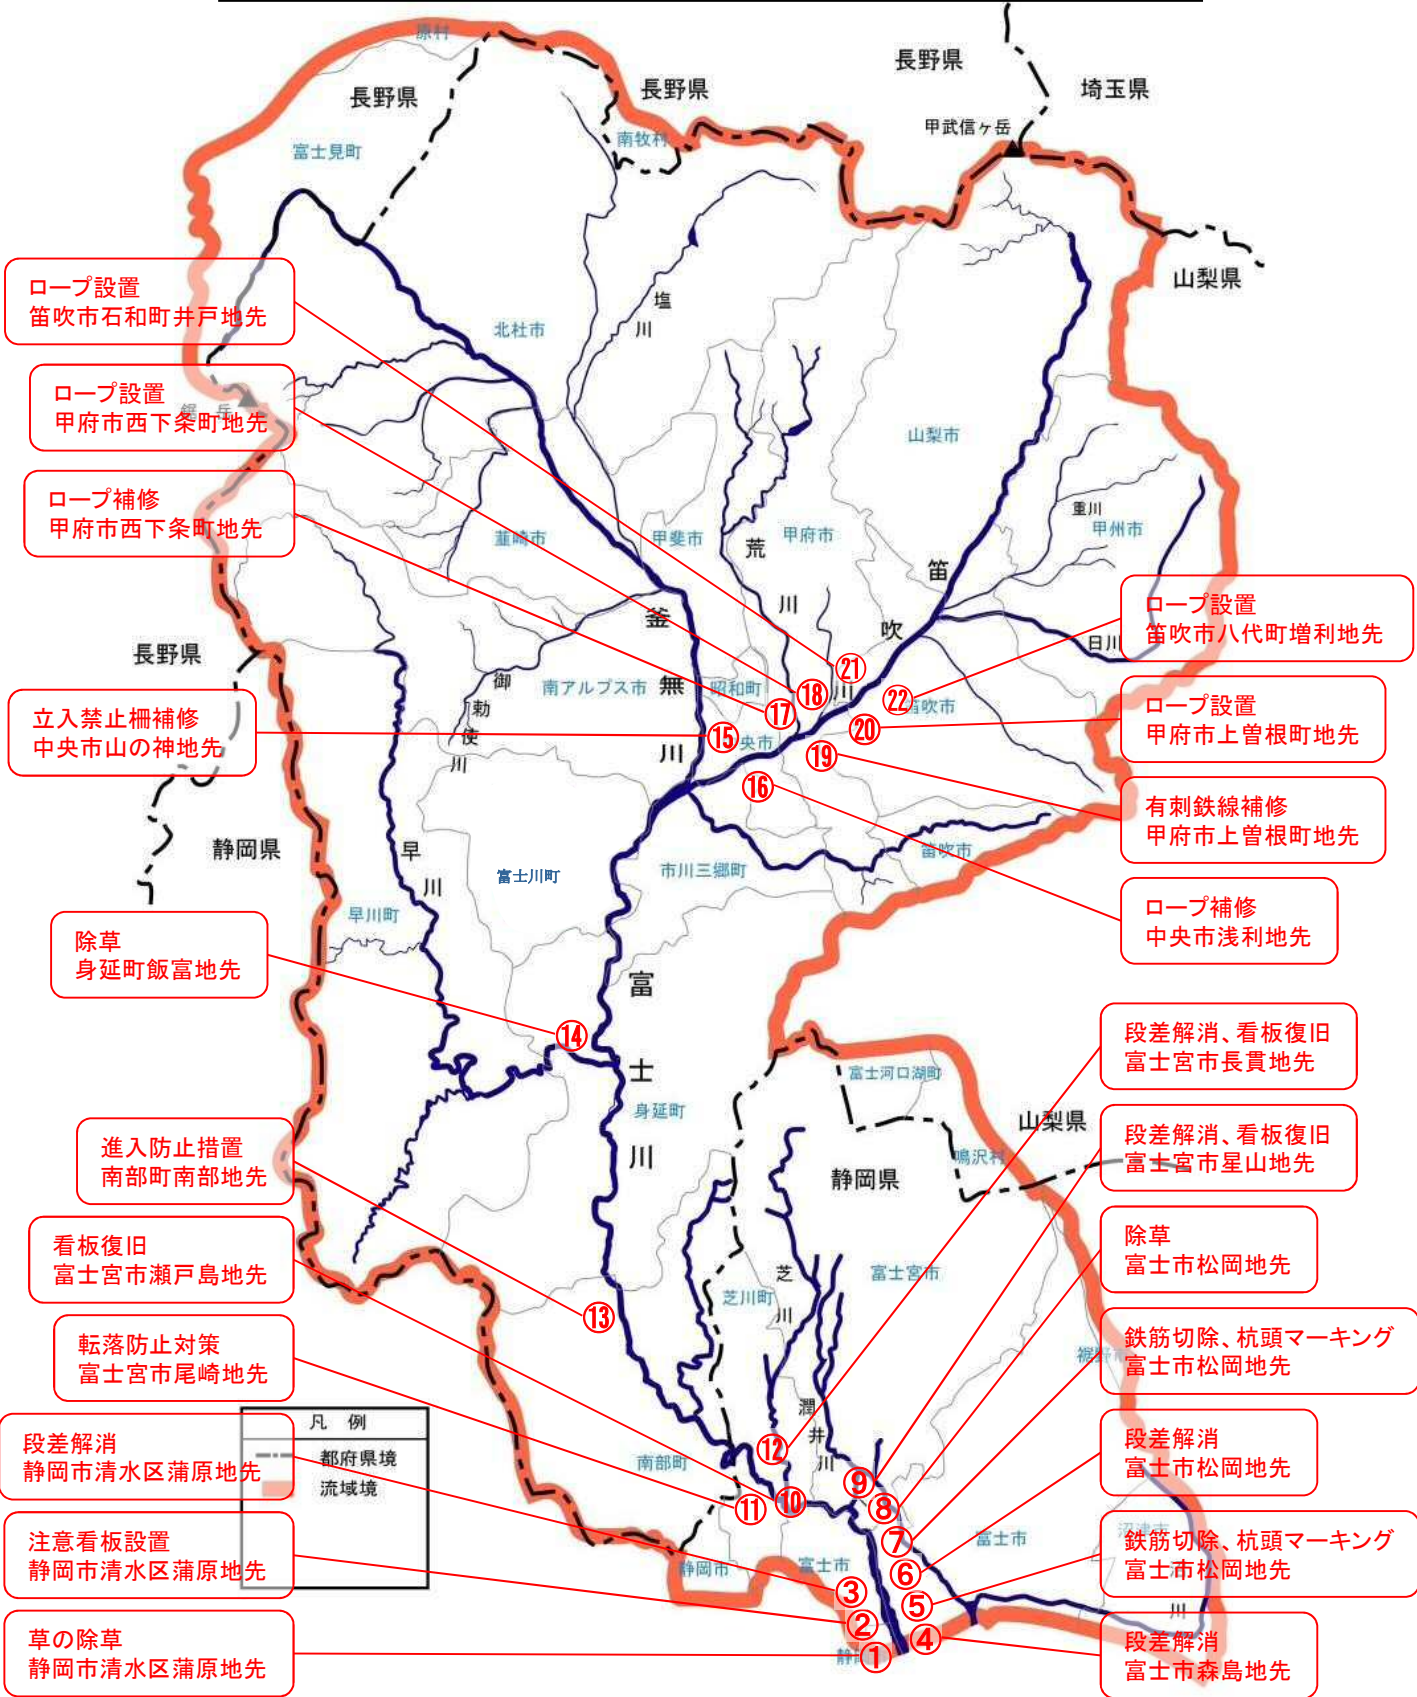 原村
長野県
長野県
長野県
埼玉県
甲武信ヶ岳
富士見町
南牧村
山梨県
ロープ設置
笛吹市石和町井戸地先
塩
川
北杜市
ロープ設置
甲府市西下条町地先
鋸 岳
山梨市
ロープ補修
甲府市西下条町地先
重川
甲州市
韮崎市
甲斐市
荒
川
甲府市
笛
吹
川
ロープ設置
笛吹市八代町増利地先
日川
釜
無
川
長野県
御
勅
使
川
南アルプス市
昭和町
㉑
⑱
⑰
㉒
笛吹市
⑳
ロープ設置
甲府市上曽根町地先
立入禁止柵補修
中央市山の神地先
⑮
央市
⑲
⑯
有刺鉄線補修
甲府市上曽根町地先
静岡県
早
川
富士川町
市川三郷町
笛吹市
早川町
ロープ補修
中央市浅利地先
除草
身延町飯富地先
富
士
川
⑭
段差解消、看板復旧
富士宮市長貫地先
富士河口湖町
身延町
山梨県
進入防止措置
南部町南部地先
段差解消、看板復旧
富士宮市星山地先
鳴沢村
静岡県
看板復旧
富士宮市瀬戸島地先
除草
富士市松岡地先
芝
川
富士宮市
芝川町
⑬
転落防止対策
富士宮市尾崎地先
鉄筋切除、杭頭マーキング
富士市松岡地先
裾野
潤
井
川
凡 例
都府県境
流域境
段差解消
静岡市清水区蒲原地先
南部町
⑫
⑨
⑩
⑪
⑧
段差解消
富士市松岡地先
⑦
富士市
沼津市
注意看板設置
静岡市清水区蒲原地先
静岡市
富士市
⑥
鉄筋切除、杭頭マーキング
富士市松岡地先
川
③
⑤
②
④
草の除草
静岡市清水区蒲原地先
静
①
段差解消
富士市森島地先